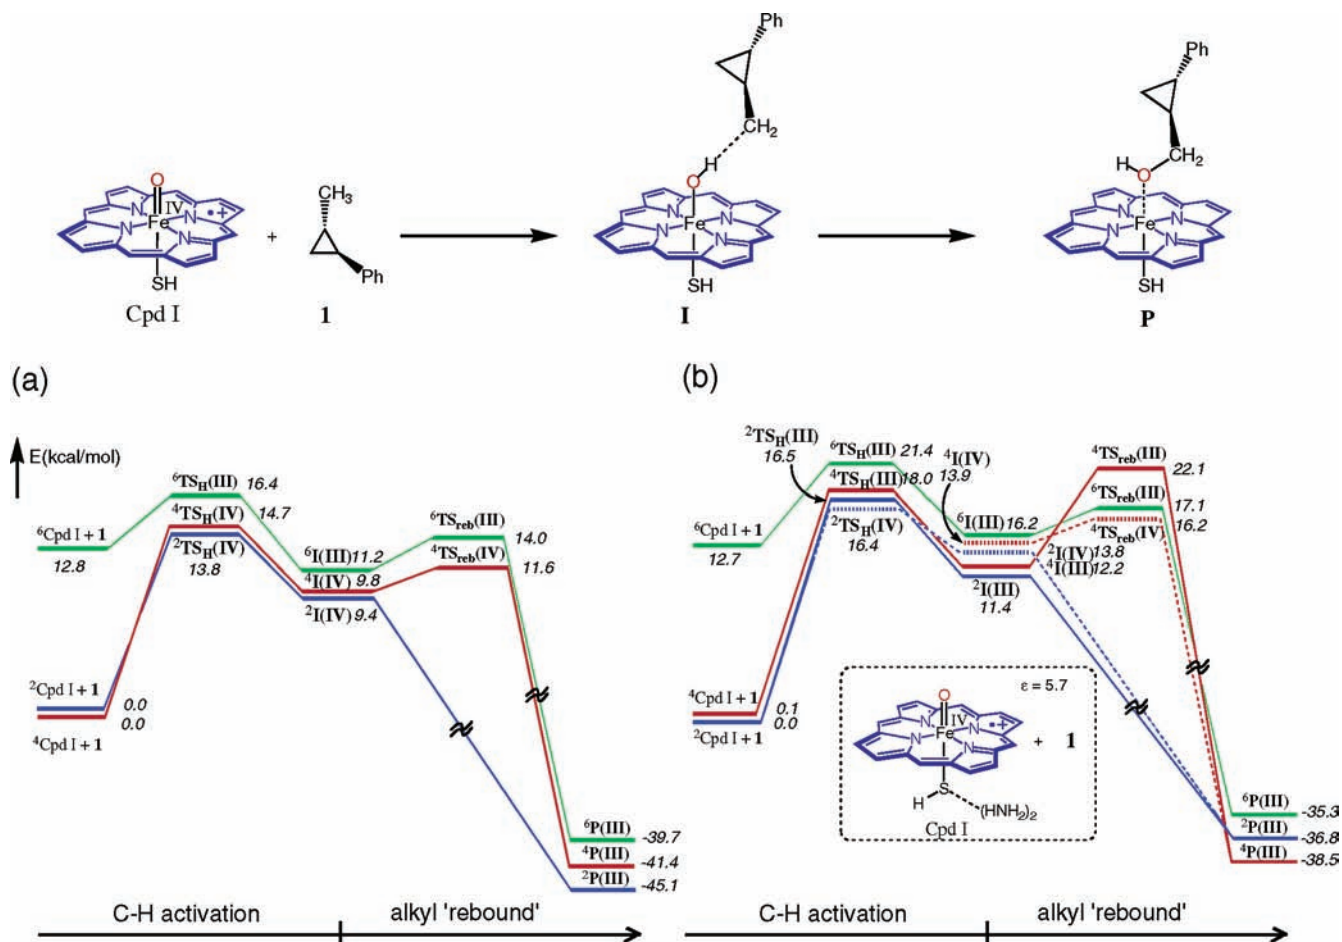 Ph
Ph
CH2
CH2
H
O
H
O
O
CH3
IV
N
N
Fe
N
N
•+
+
Ph
SH
Cpd I
1
N
N
Fe
N
N
SH
I
N
N
Fe
N
N
SH
P
(a)
E(kcal/mol)
6TSH(III) 16.4
4TSH(IV) 14.7
2TSH(IV)
13.8
6Cpd I + 1
12.8
6I(III) 11.2
4I(IV) 9.8
2I(IV) 9.4
6TSreb(III) 14.0
4TSreb(IV) 11.6
2Cpd I + 1 0.0
4Cpd I + 1 0.0
6P(III) -39.7
4P(III) -41.4
2P(III) -45.1
C-H activation
alkyl 'rebound'
(b)
2TSH(III)
16.5
6TSH(III) 21.4
4TSH(III) 18.0
2TSH(IV)
16.4
4I(IV)
13.9
6Cpd I + 1
12.7
6I(III) 16.2
2I(IV) 13.8
4I(III) 12.2
2I(III)
11.4
4TSreb(III) 22.1
6TSreb(III) 17.1
4TSreb(IV) 16.2
4Cpd I + 1 0.1
2Cpd I + 1 0.0
ε = 5.7
O
IV
N
N
Fe
N
N
•+
+ 1
H
S
(HNH2)2
Cpd I
6P(III) -35.3
2P(III) -36.8
4P(III) -38.5
C-H activation
alkyl 'rebound'